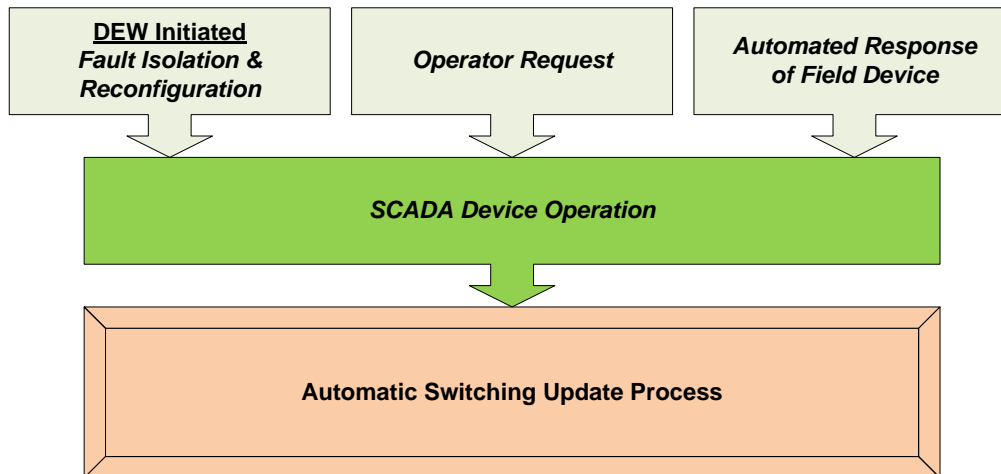 DEW Initiated
Fault Isolation &
Reconfiguration
Operator Request
Automated Response
of Field Device
SCADA Device Operation
Automatic Switching Update Process